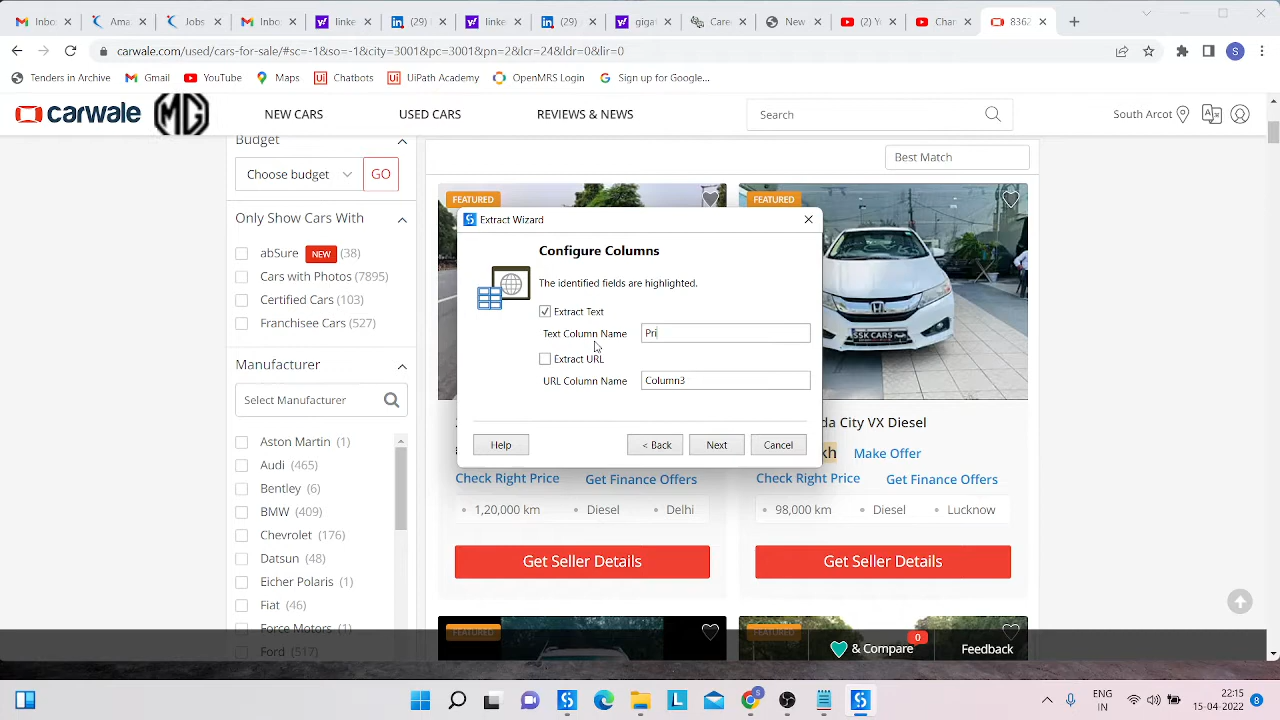 Inbo
Ama
Jobs
Inbo
linke
(29)
linke
(29)
gigar
New
(2) Y
Char
8362
carwale.com/used/cars-for-sale/#sc=-1&so=-1&city=3001&pc=3001&pn=2&lcr=24&ldr=0&lir=0
S
Tenders in Archive
Gmail
YouTube
Maps
Ui Chatbots
Ui UiPath Academy
OpenMRS Login
Sign up for Google...
carwale
MG
NEW CARS
USED CARS
REVIEWS & NEWS
Search
South Arcot
Budget
Choose budget
GO
Best Match
Only Show Cars With
abSure NEW (38)
Cars with Photos (7895)
Certified Cars (103)
Franchisee Cars (527)
Manufacturer
Select Manufacturer
Aston Martin (1)
Audi (465)
Bentley (6)
BMW (409)
Chevrolet (176)
Datsun (48)
Eicher Polaris (1)
Fiat (46)
Force Motors (1)
Ford (517)
FEATURED
FEATURED
SSK CARS
Extract Wizard
Configure Columns
The identified fields are highlighted.
Extract Text
Text Column Name
Pri
Extract URL
URL Column Name
Column3
Help
< Back
Next
Cancel
da City VX Diesel
kh
Make Offer
Check Right Price
Get Finance Offers
Check Right Price
Get Finance Offers
1,20,000 km
Diesel
Delhi
98,000 km
Diesel
Lucknow
Get Seller Details
Get Seller Details
FEATURED
FEATURED
& Compare
0
Feedback
ENG
IN
22:15
15-04-2022
8